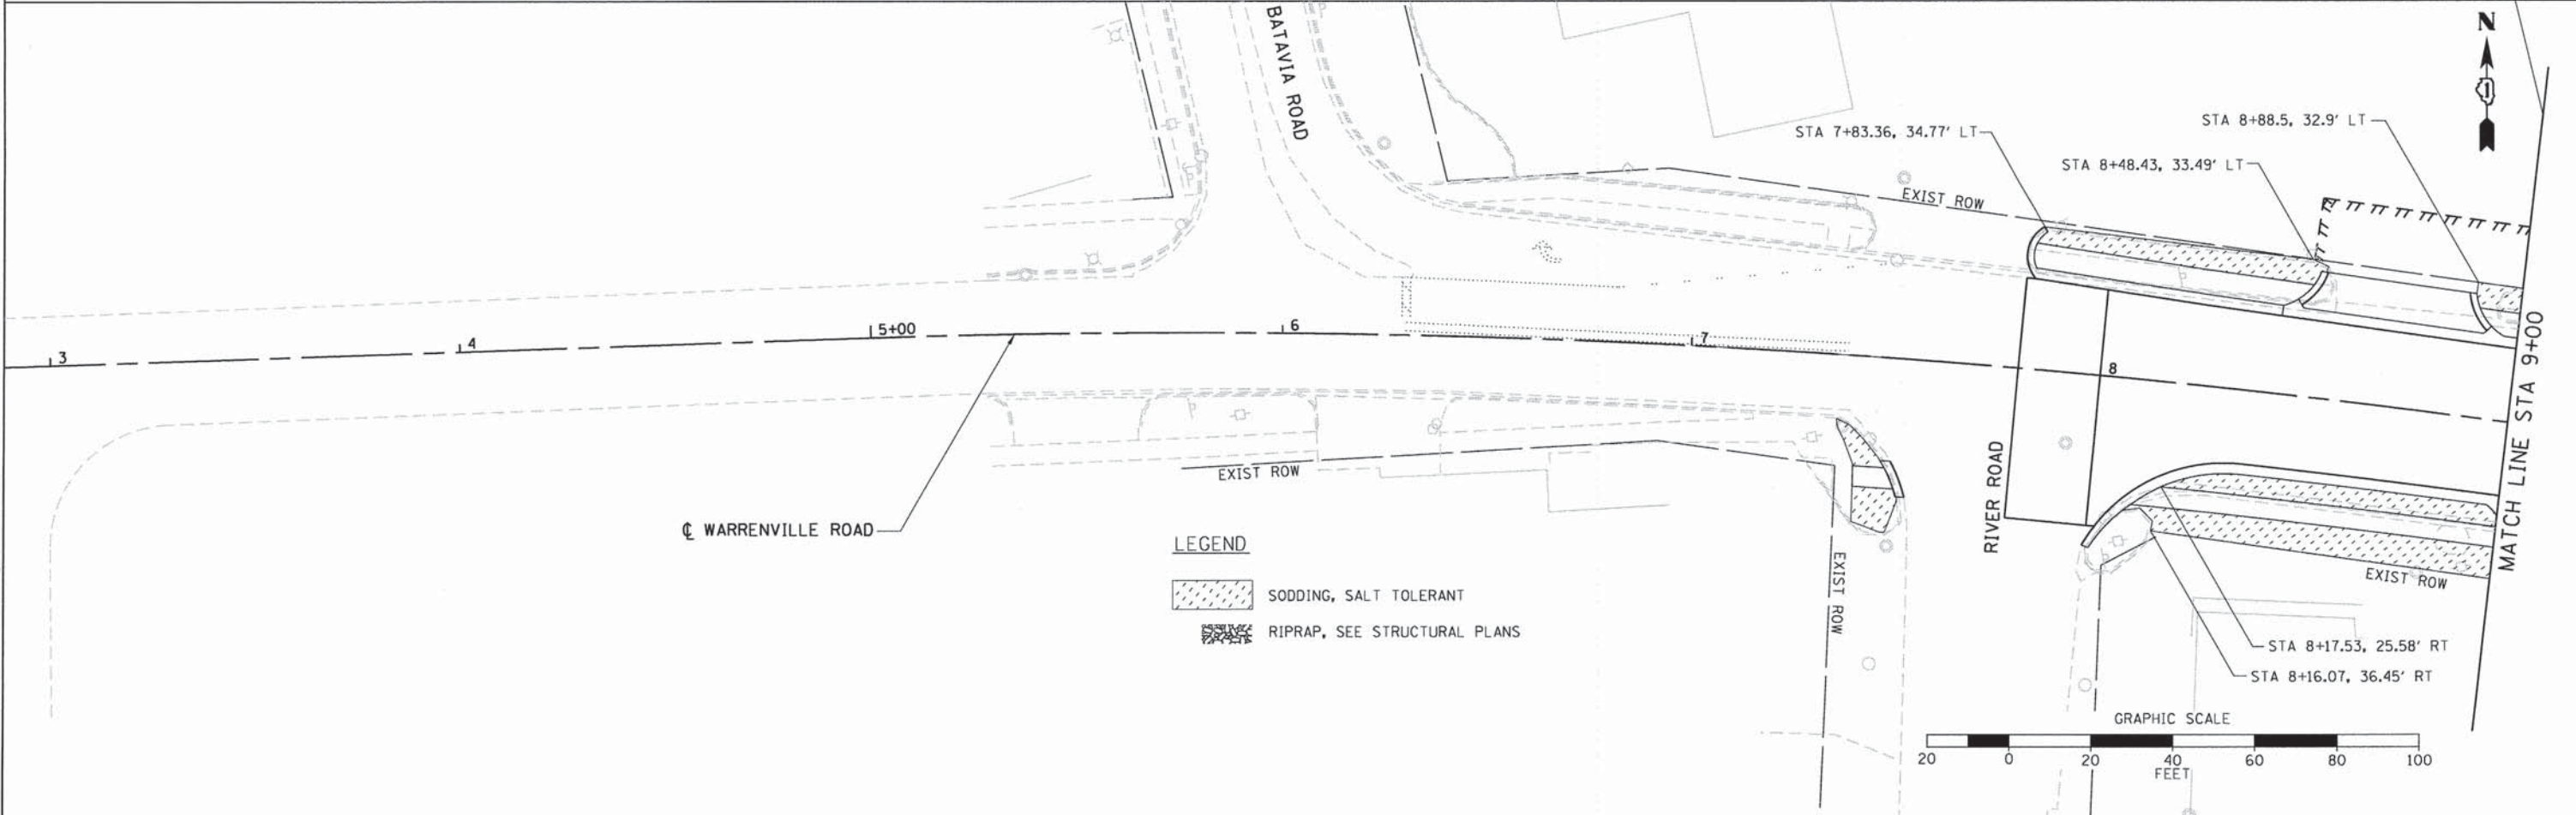 BATAVIA ROAD
N
STA 7+83.36, 34.77' LT
STA 8+88.5, 32.9' LT
STA 8+48.43, 33.49' LT
EXIST ROW
3
4
5+00
6
7
8
MATCH LINE STA 9+00
EXIST ROW
℄ WARRENVILLE ROAD
RIVER ROAD
EXIST ROW
EXIST ROW
LEGEND
SODDING, SALT TOLERANT
RIPRAP, SEE STRUCTURAL PLANS
STA 8+17.53, 25.58' RT
STA 8+16.07, 36.45' RT
GRAPHIC SCALE
20 0 20 40 60 80 100
FEET